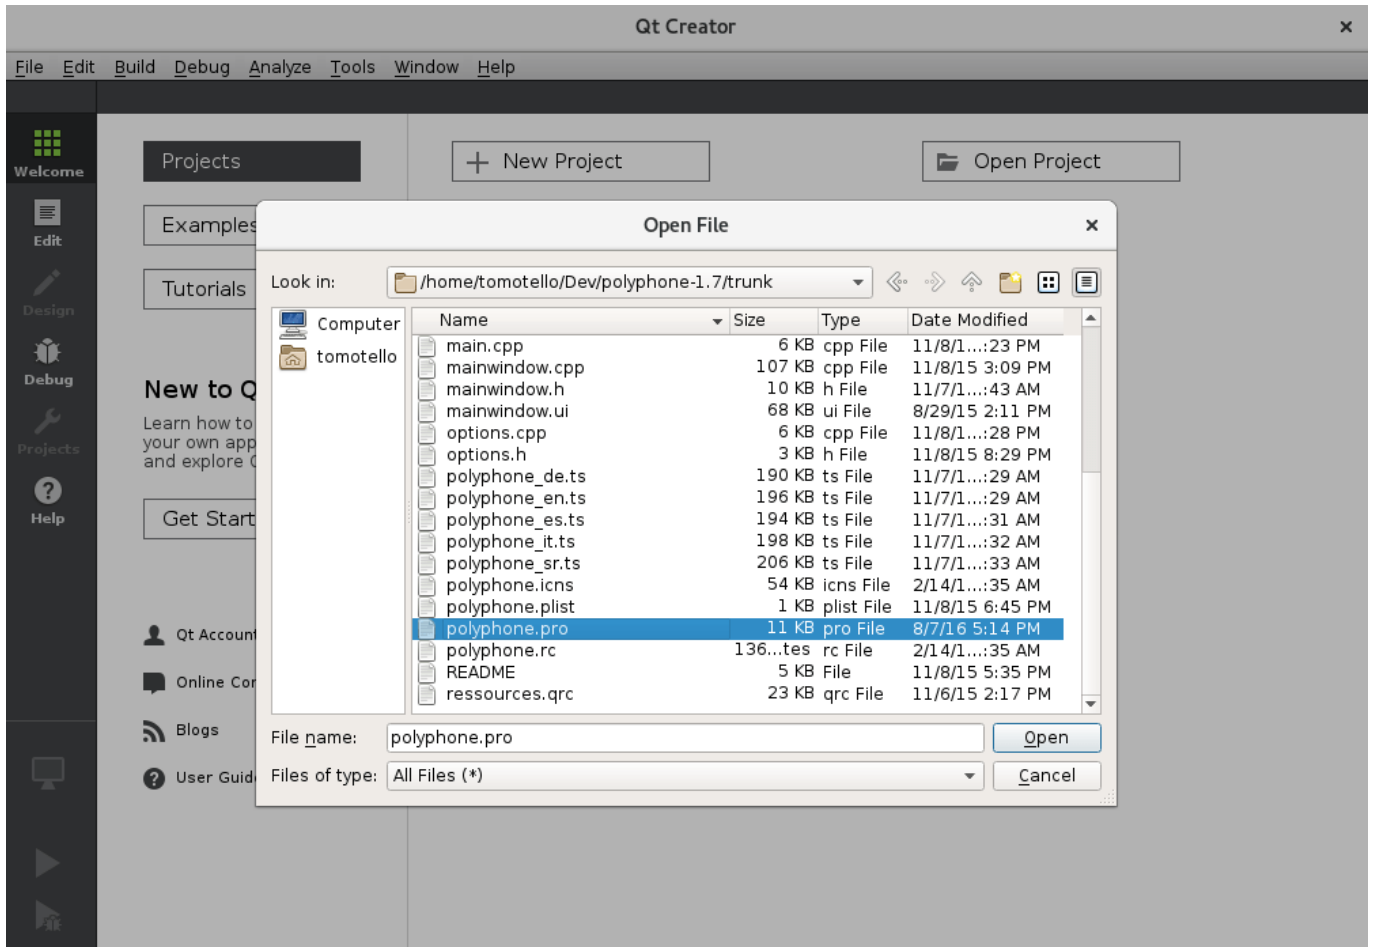 Qt Creator
File Edit Build Debug Analyze Tools Window Help
Welcome
Edit
Design
Debug
Projects
Help
Projects
Examples
Tutorials
New to Q
Learn how to
your own app
and explore
Get Start
Qt Account
Online Cor
Blogs
User Guid
New Project
Open Project
Open File
Look in: /home/tomotello/Dev/polyphone-1.7/trunk
Computer
tomotello
Name Size Type Date Modified
main.cpp 6 KB cpp File 11/8/1...:23 PM
mainwindow.cpp 107 KB cpp File 11/8/15 3:09 PM
mainwindow.h 10 KB h File 11/7/1...:43 AM
mainwindow.ui 68 KB ui File 8/29/15 2:11 PM
options.cpp 6 KB cpp File 11/8/1...:28 PM
options.h 3 KB h File 11/8/15 8:29 PM
polyphone_de.ts 190 KB ts File 11/7/1...:29 AM
polyphone_en.ts 196 KB ts File 11/7/1...:29 AM
polyphone_es.ts 194 KB ts File 11/7/1...:31 AM
polyphone_it.ts 198 KB ts File 11/7/1...:32 AM
polyphone_sr.ts 206 KB ts File 11/7/1...:33 AM
polyphone.icns 54 KB icns File 2/14/1...:35 AM
polyphone.plist 1 KB plist File 11/8/15 6:45 PM
polyphone.pro 11 KB pro File 8/7/16 5:14 PM
polyphone.rc 136...tes rc File 2/14/1...:35 AM
README 5 KB File 11/8/15 5:35 PM
ressources.qrc 23 KB qrc File 11/6/15 2:17 PM
File name: polyphone.pro Open
Files of type: All Files (*) Cancel